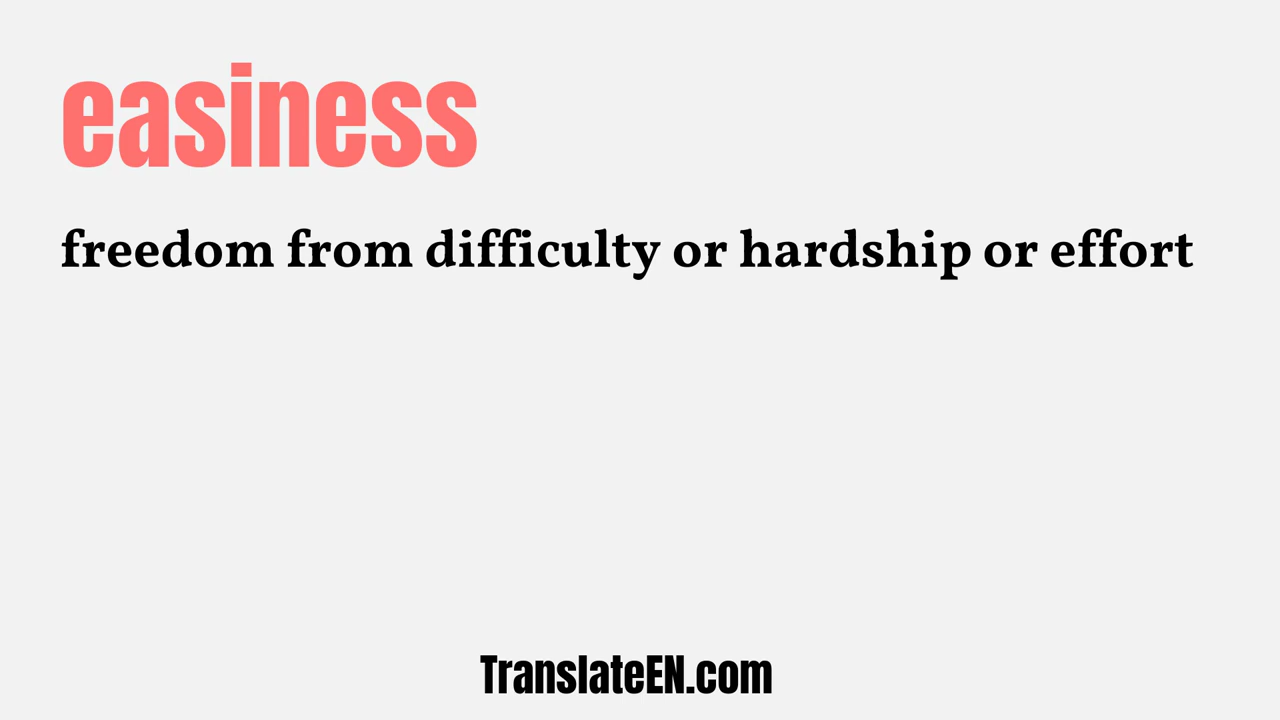 easiness
freedom from difficulty or hardship or effort
TranslateEN.com